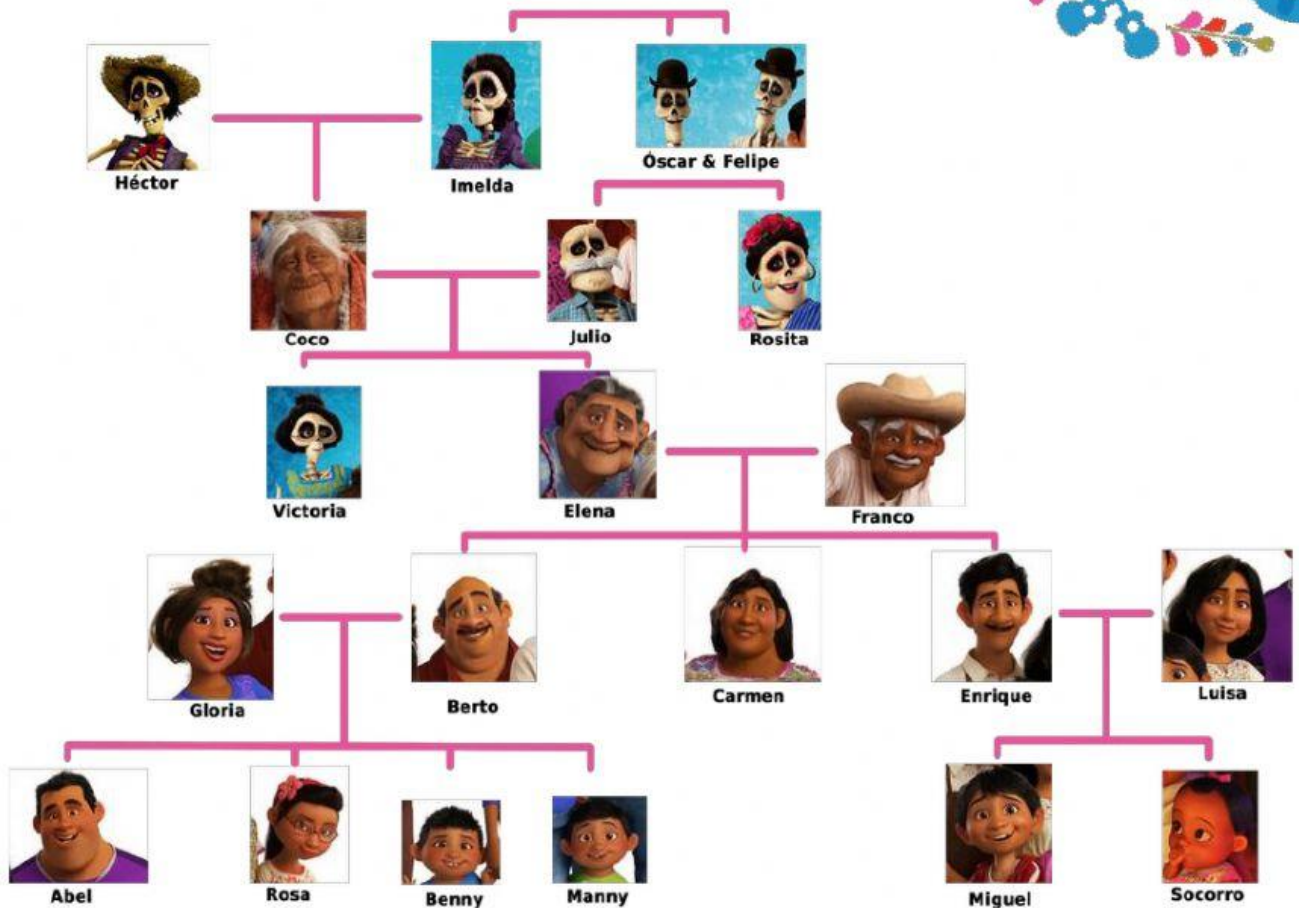 Héctor
Imelda
Óscar & Felipe
Coco
Julio
Rosita
Victoria
Elena
Franco
Gloria
Berto
Carmen
Enrique
Luisa
Abel
Rosa
Benny
Manny
Miguel
Socorro